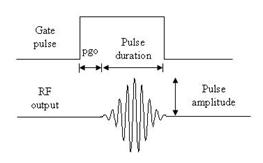 Gate
pulse
pgo
Pulse
duration
RF
output
Pulse
amplitude